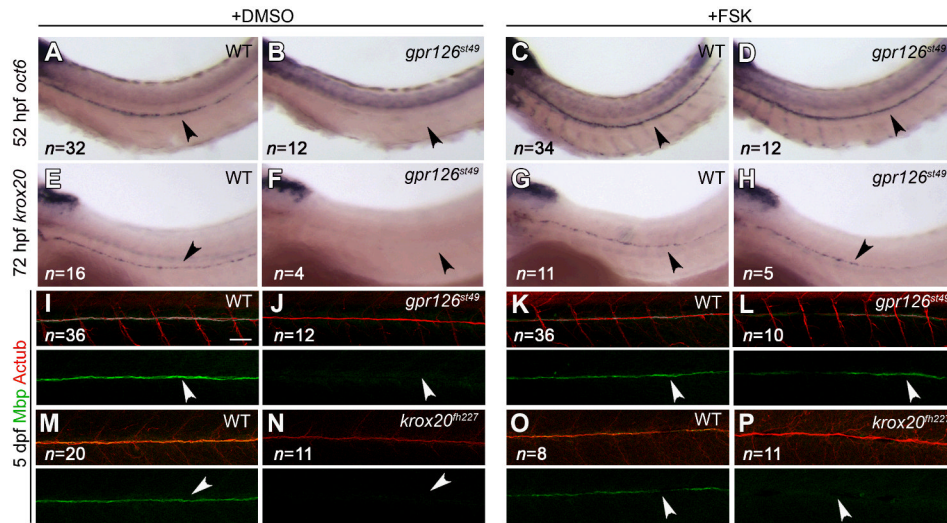 +DMSO +FSK
52 hpf oct6
A WT B gpr126st49 C WT D gpr126st49
n=32 n=12 n=34 n=12
72 hpf krox20
E WT F gpr126st49 G WT H gpr126st49
n=16 n=4 n=11 n=5
5 dpf Mbp Actub
I WT J gpr126st49 K WT L gpr126st49
n=36 n=12 n=36 n=10
M WT N krox20fh227 O WT P krox20fh227
n=20 n=11 n=8 n=11